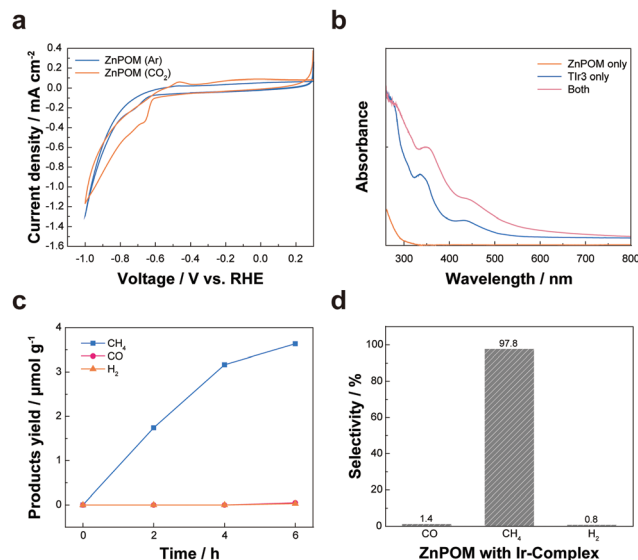 a
ZnPOM (Ar)
ZnPOM (CO₂)
Current density / mA cm⁻²
0.4
0.2
0.0
-0.2
-0.4
-0.6
-0.8
-1.0
-1.2
-1.4
-1.6
-1.0 -0.8 -0.6 -0.4 -0.2 0.0 0.2
Voltage / V vs. RHE
b
ZnPOM only
TIr3 only
Both
Absorbance
300 400 500 600 700 800
Wavelength / nm
c
CH₄
CO
H₂
Products yield / μmol g⁻¹
4
3
2
1
0
0 2 4 6
Time / h
d
Selectivity / %
100
80
60
40
20
0
1.4
97.8
0.8
CO CH₄ H₂
ZnPOM with Ir-Complex